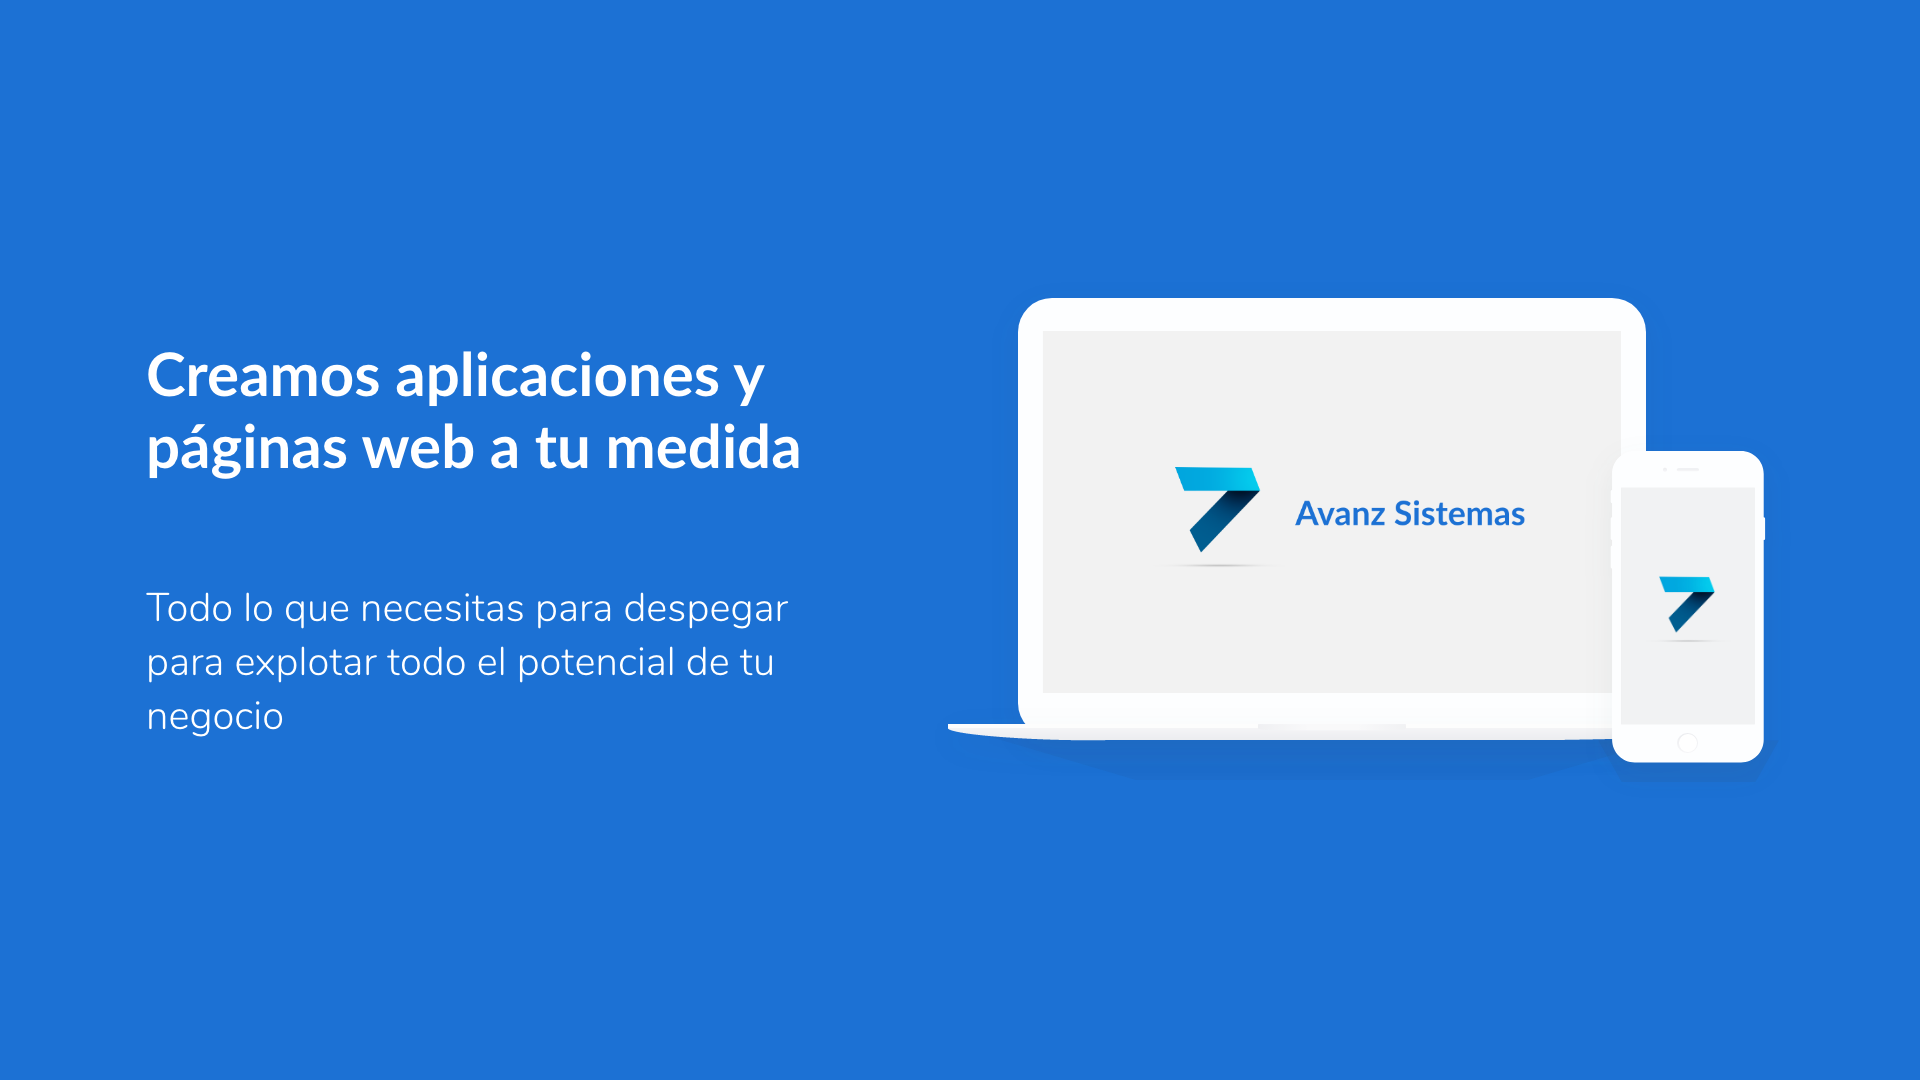 Creamos aplicaciones y
páginas web a tu medida
Todo lo que necesitas para despegar
para explotar todo el potencial de tu
negocio
Avanz Sistemas